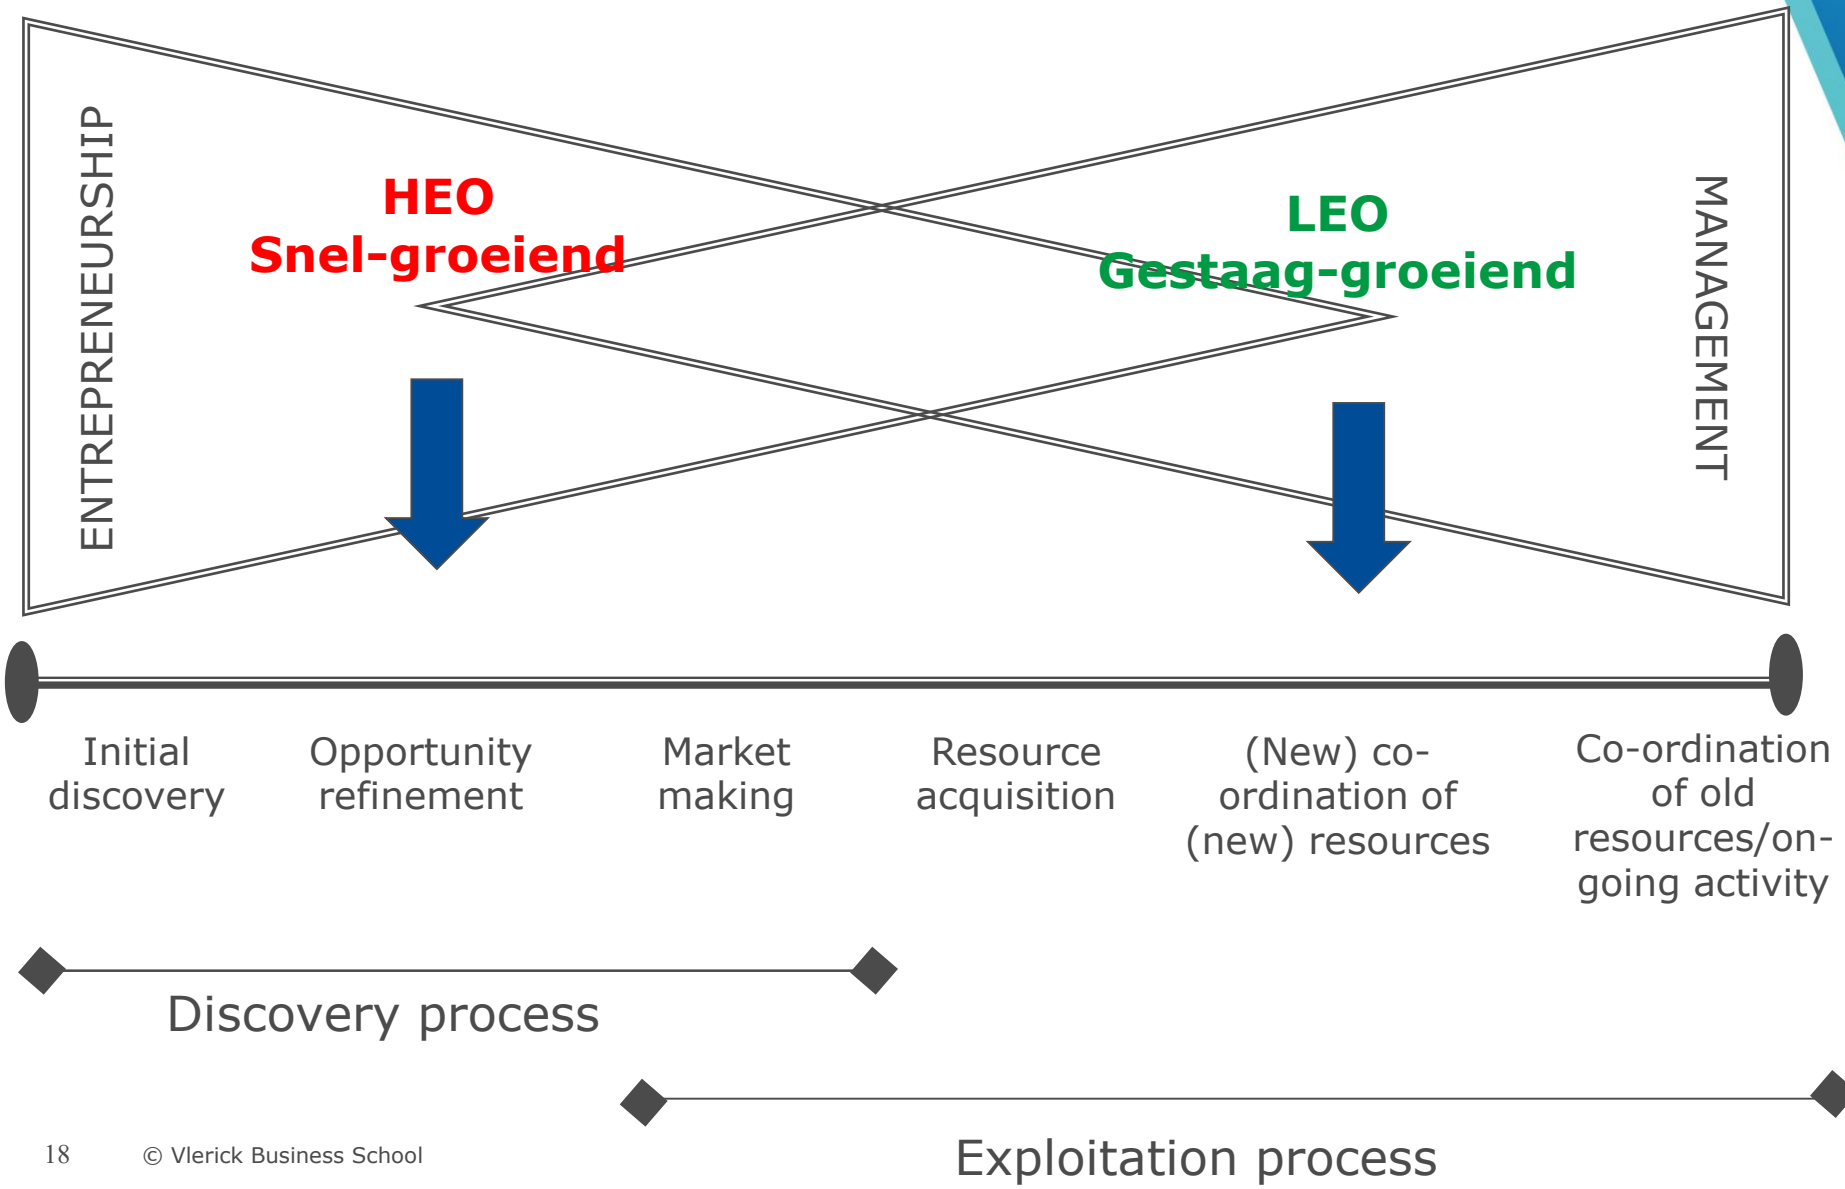 ENTREPRENEURSHIP
HEO
Snel-groeiend
LEO
Gestaag-groeiend
MANAGEMENT
Initial
discovery
Opportunity
refinement
Market
making
Resource
acquisition
(New) co-
ordination of
(new) resources
Co-ordination
of old
resources/on-
going activity
Discovery process
Exploitation process
18
© Vlerick Business School